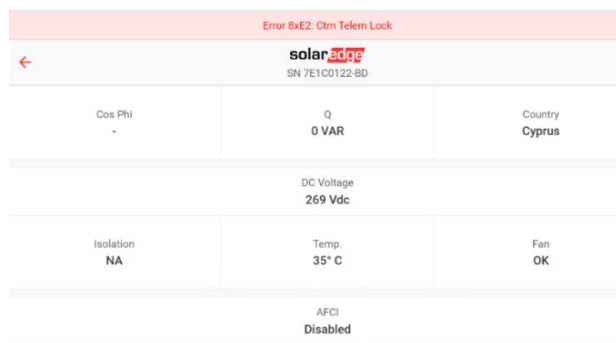 Error 8xE2: Ctrn Telem Lock
solaredge
SN 7E1C0122-BD
Cos Phi
-
Q
0 VAR
Country
Cyprus
DC Voltage
269 Vdc
Isolation
NA
Temp.
35° C
Fan
OK
AFCI
Disabled